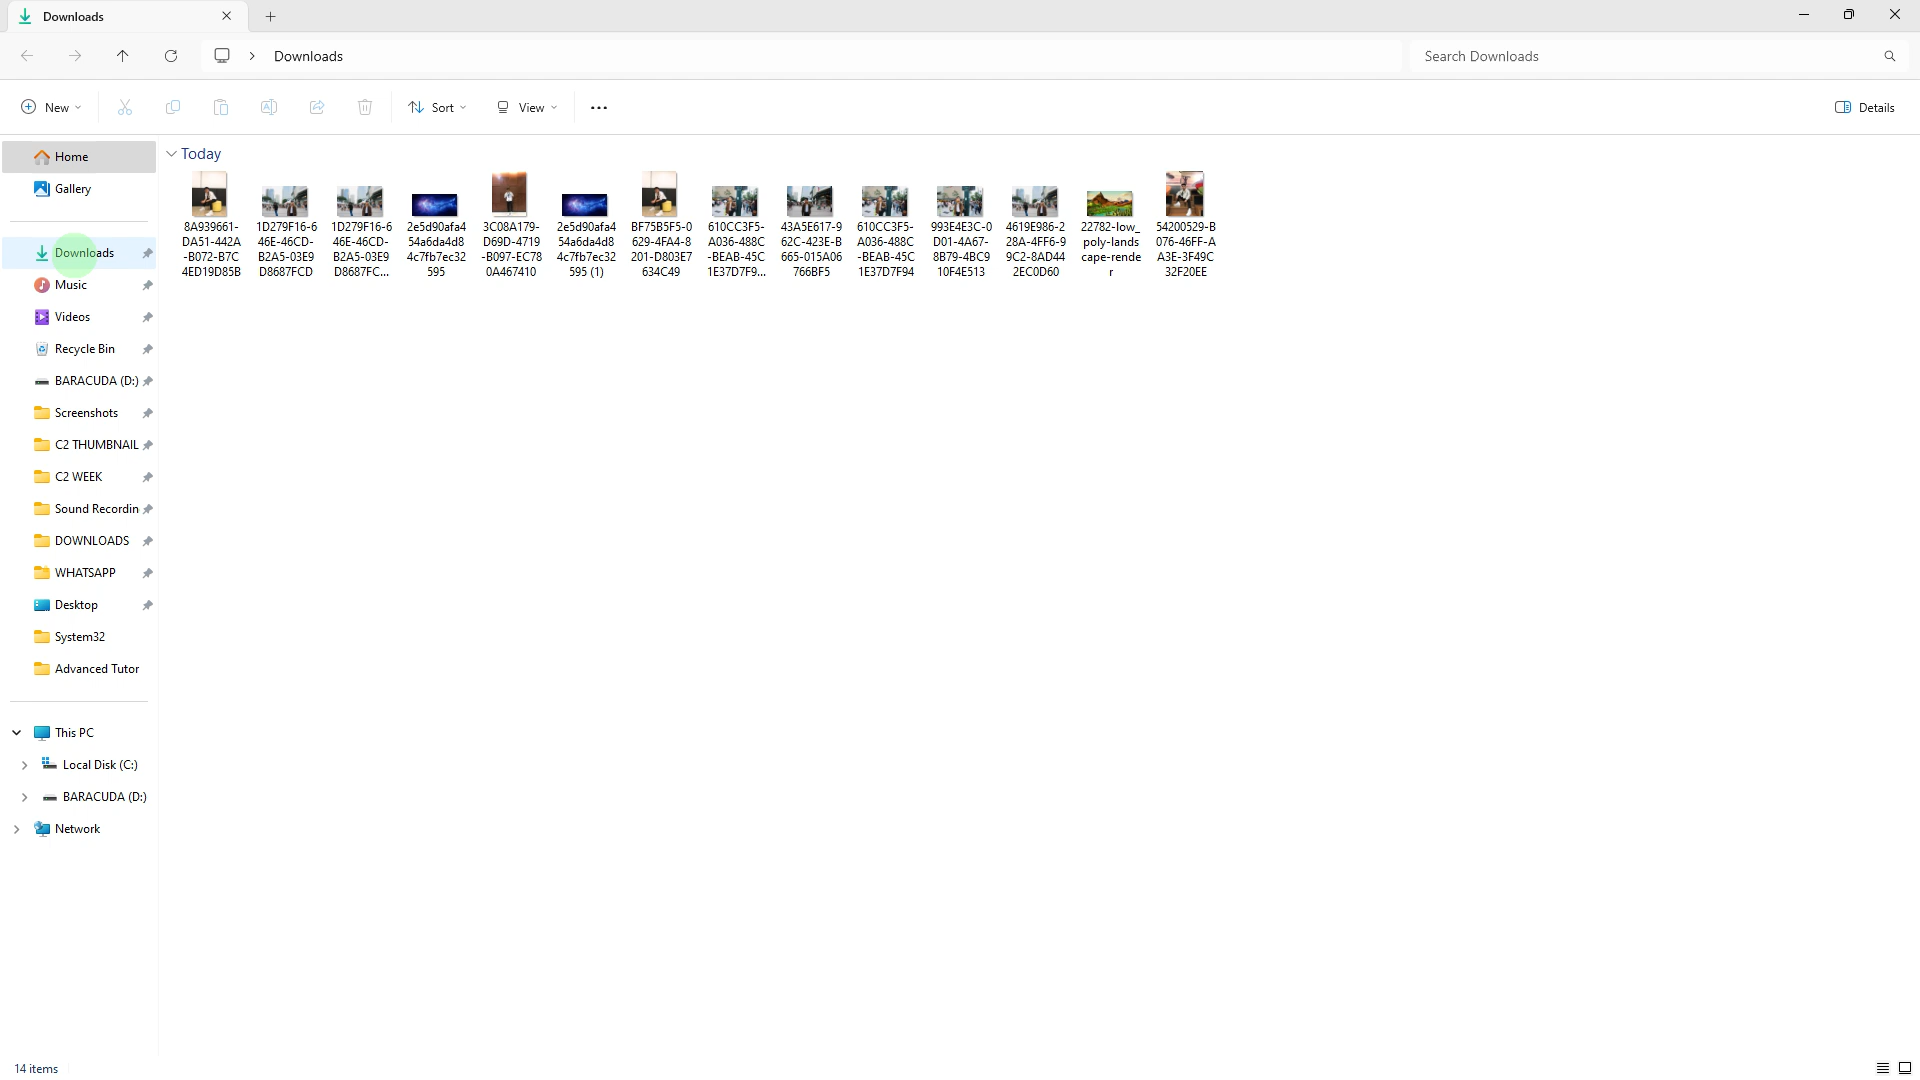 Downloads
Downloads
Search Downloads
New
Sort
View
Details
Home
Gallery
Downloads
Music
Videos
Recycle Bin
BARACUDA (D:)
Screenshots
C2 THUMBNAIL
C2 WEEK
Sound Recordin
DOWNLOADS
WHATSAPP
Desktop
System32
Advanced Tutor
This PC
Local Disk (C:)
BARACUDA (D:)
Network
Today
8A939661-
DA51-442A
-B072-B7C
4ED19D85B
1D279F16-6
46E-46CD-
B2A5-03E9
D8687FCD
1D279F16-6
46E-46CD-
B2A5-03E9
D8687FC...
2e5d90afa4
54a6da4d8
4c7fb7ec32
595
3C08A179-
D69D-4719
-B097-EC78
0A467410
2e5d90afa4
54a6da4d8
4c7fb7ec32
595 (1)
BF75B5F5-0
629-4FA4-8
201-D803E7
634C49
610CC3F5-
A036-488C
-BEAB-45C
1E37D7F9...
43A5E617-9
62C-423E-B
665-015A06
766BF5
610CC3F5-
A036-488C
-BEAB-45C
1E37D7F94
993E4E3C-0
D01-4A67-
8B79-4BC9
10F4E513
4619E986-2
28A-4FF6-9
9C2-8AD44
2EC0D60
22782-low_
poly-lands
cape-rende
r
54200529-B
076-46FF-A
A3E-3F49C
32F20EE
14 items